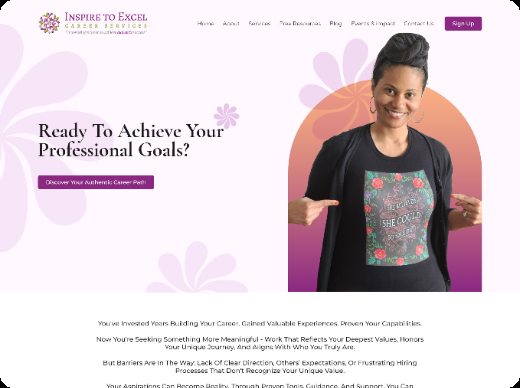 INSPIRE TO EXCEL
CAREER SERVICES
Home About Services Free Resources Blog Events & Impact Contact Us Sign Up
Ready To Achieve Your
Professional Goals?
Discover Your Authentic Career Path
SHE BELIEVED
SHE COULD
SO SHE DID
You've Invested Years Building Your Career. Gained Valuable Experiences. Proven Your Capabilities.
Now You're Seeking Something More Meaningful - Work That Reflects Your Deepest Values, Honors
Your Unique Journey, And Aligns With Who You Truly Are.
But Barriers Are In The Way: Lack Of Clear Direction, Others' Expectations, Or Frustrating Hiring
Processes That Don't Recognize Your Unique Value.
Your Aspirations Can Become Reality. Through Proven Tools, Guidance, And Support, You Can